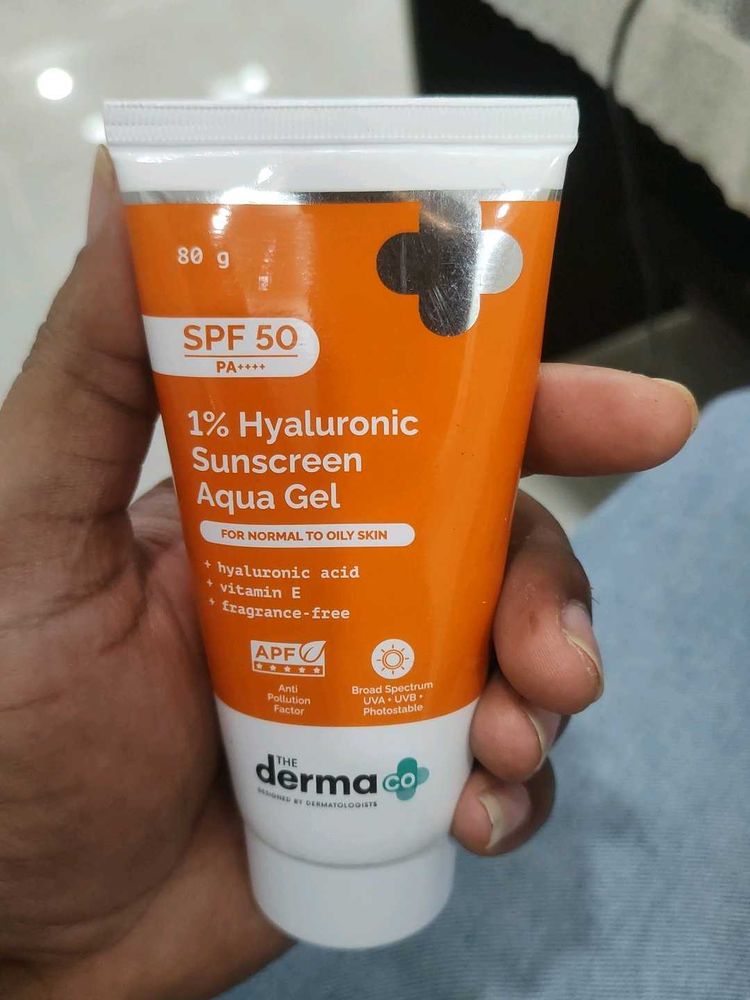 80 g
SPF 50
PA++++
1% Hyaluronic
Sunscreen
Aqua Gel
FOR NORMAL TO OILY SKIN
+ hyaluronic acid
+ vitamin E
+ fragrance-free
APF
Anti
Pollution
Factor
Broad Spectrum
UVA + UVB +
Photostable
THE
derma co
DESIGNED BY DERMATOLOGISTS